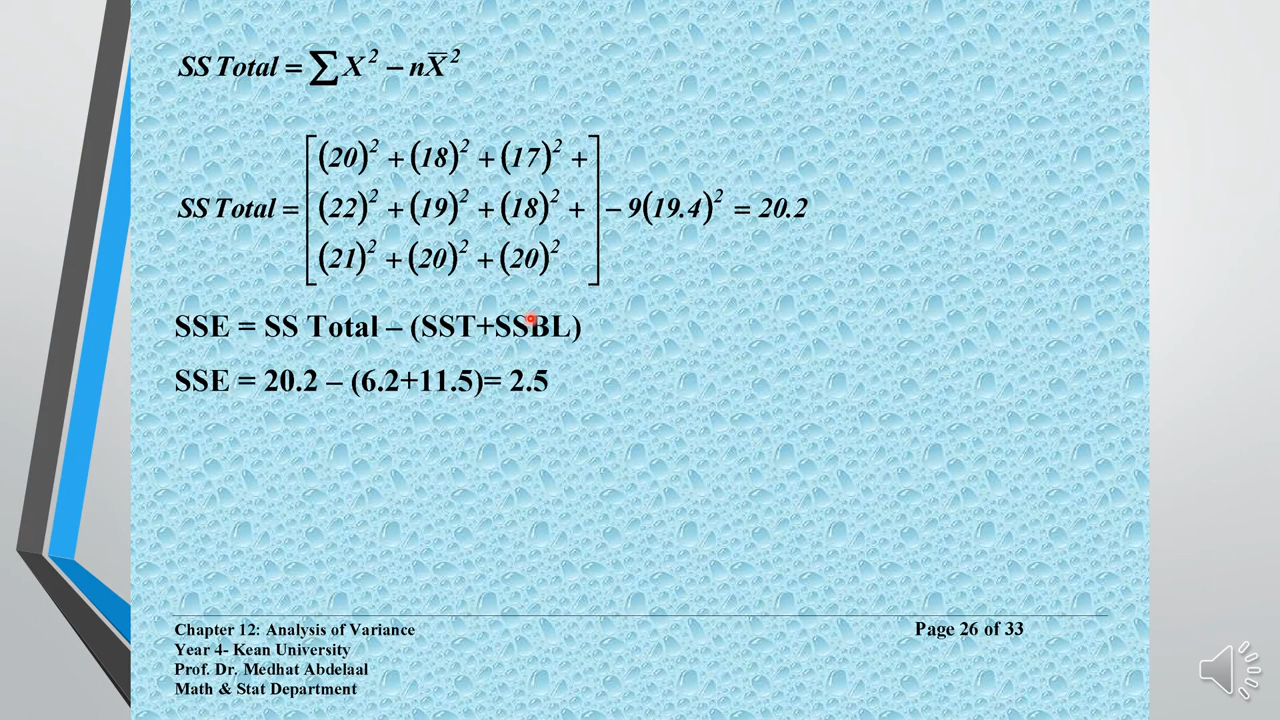 SS Total = ∑ X² − nX̅²
SS Total = [(20)² + (18)² + (17)² +
(22)² + (19)² + (18)² +
(21)² + (20)² + (20)²] − 9(19.4)² = 20.2
SSE = SS Total – (SST+SSBL)
SSE = 20.2 – (6.2+11.5)= 2.5
Chapter 12: Analysis of Variance
Page 26 of 33
Year 4- Kean University
Prof. Dr. Medhat Abdelaal
Math & Stat Department